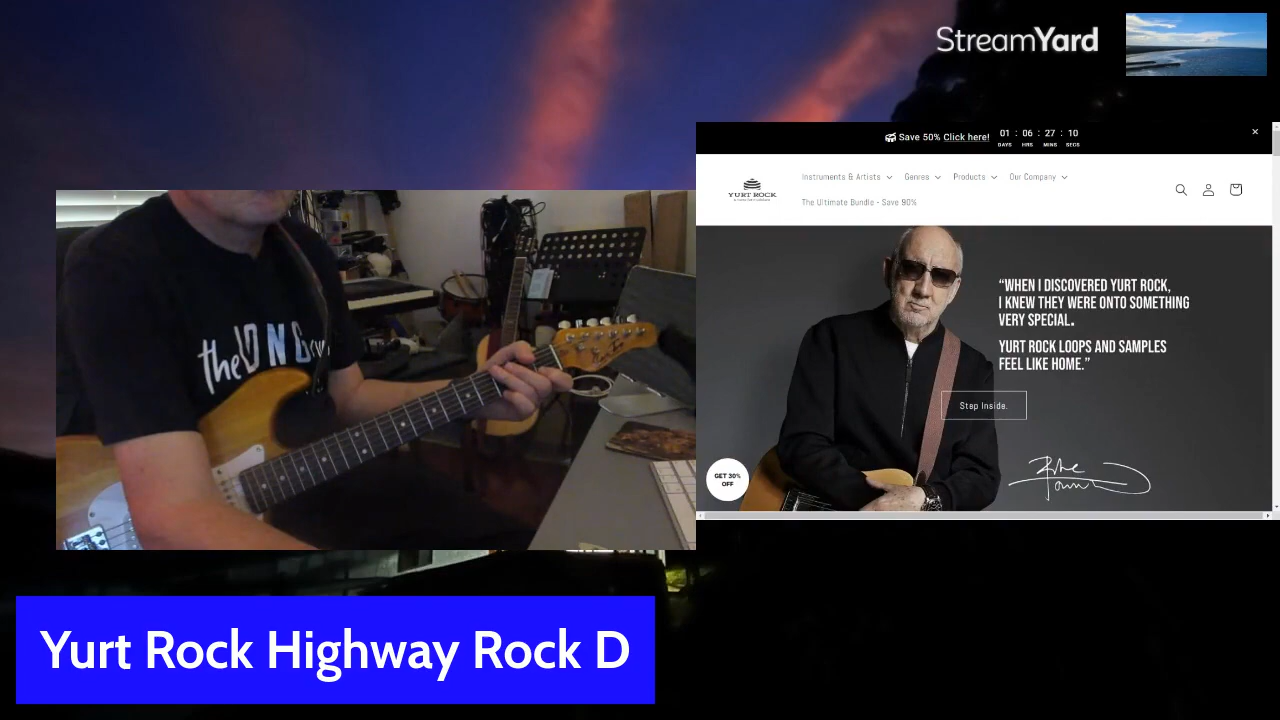 StreamYard
Save 50% Click here!
01 : 06 : 27 : 10
DAYS HRS MINS SECS
YURT ROCK
Instruments & Artists
Genres
Products
Our Company
The Ultimate Bundle - Save 90%
“WHEN I DISCOVERED YURT ROCK,
I KNEW THEY WERE ONTO SOMETHING
VERY SPECIAL.
YURT ROCK LOOPS AND SAMPLES
FEEL LIKE HOME.”
Step Inside.
GET 30%
OFF
the
Yurt Rock Highway Rock D